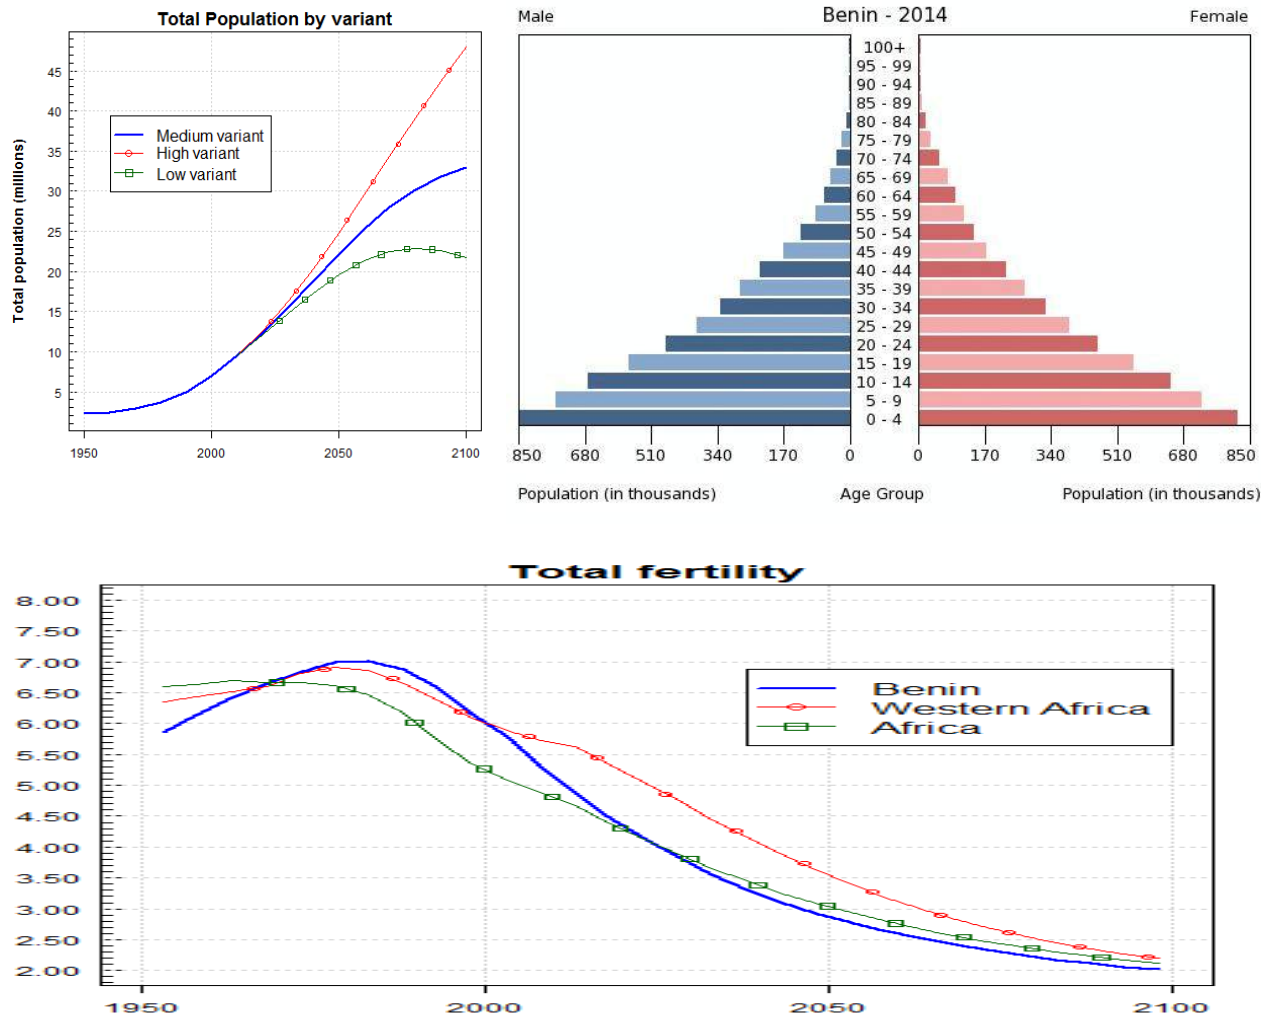 Total Population by variant
Total population (millions)
45
40
35
30
25
20
15
10
5
1950 2000 2050 2100
Medium variant
High variant
Low variant
Male Benin - 2014 Female
100+
95 - 99
90 - 94
85 - 89
80 - 84
75 - 79
70 - 74
65 - 69
60 - 64
55 - 59
50 - 54
45 - 49
40 - 44
35 - 39
30 - 34
25 - 29
20 - 24
15 - 19
10 - 14
5 - 9
0 - 4
850 680 510 340 170 0 0 170 340 510 680 850
Population (in thousands) Age Group Population (in thousands)
Total fertility
8.00
7.50
7.00
6.50
6.00
5.50
5.00
4.50
4.00
3.50
3.00
2.50
2.00
Benin
Western Africa
Africa
1950 2000 2050 2100